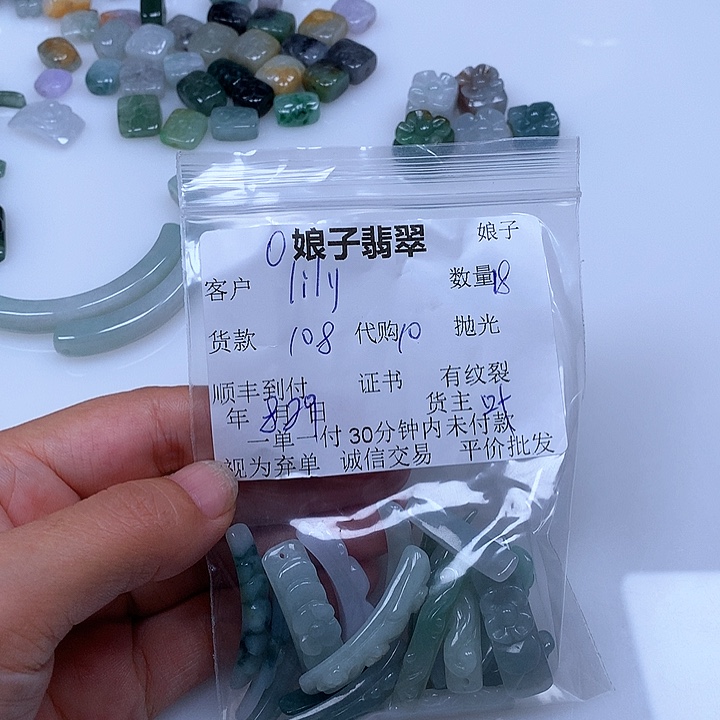 0 娘子翡翠 娘子
客户 lily 数量 18
货款 108 代购 10 抛光
顺丰到付 证书 有纹裂
年 8月29日 货主
一单一付 30分钟内未付款
视为弃单 诚信交易 平价批发